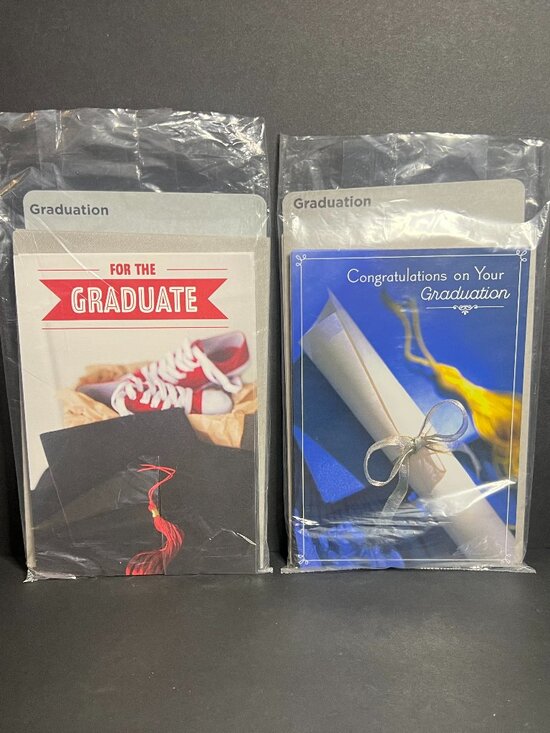 Graduation
FOR THE
GRADUATE
Graduation
Congratulations on Your
Graduation